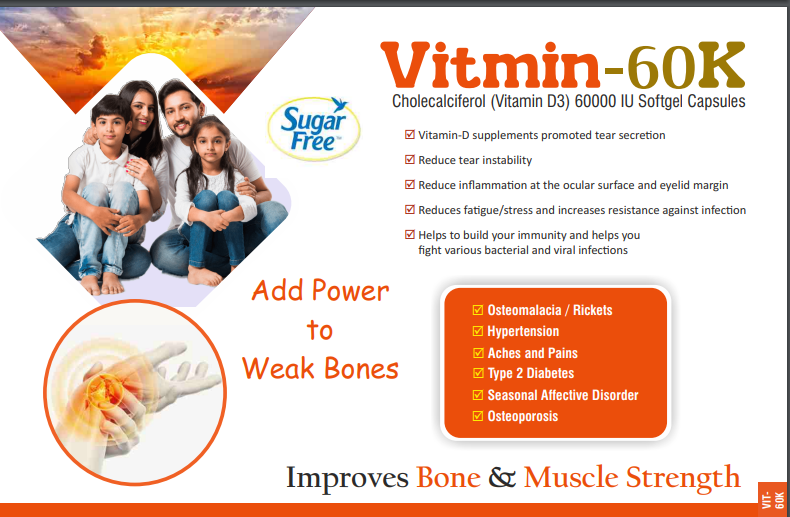 Vitmin-60K
Cholecalciferol (Vitamin D3) 60000 IU Softgel Capsules
Sugar
Free™
Vitamin-D supplements promoted tear secretion
Reduce tear instability
Reduce inflammation at the ocular surface and eyelid margin
Reduces fatigue/stress and increases resistance against infection
Helps to build your immunity and helps you
fight various bacterial and viral infections
Add Power
to
Weak Bones
Osteomalacia / Rickets
Hypertension
Aches and Pains
Type 2 Diabetes
Seasonal Affective Disorder
Osteoporosis
Improves Bone & Muscle Strength
VIT-
60K